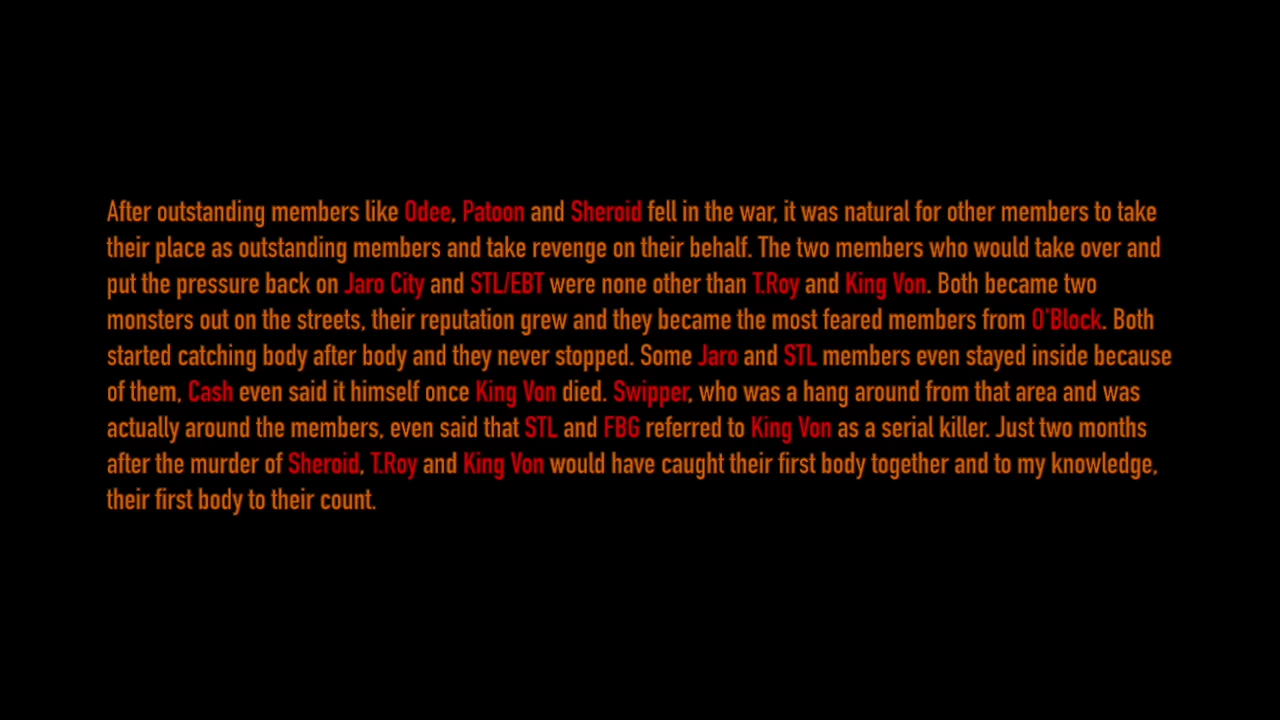 After outstanding members like Odee, Patoon and Sheroid fell in the war, it was natural for other members to take
their place as outstanding members and take revenge on their behalf. The two members who would take over and
put the pressure back on Jaro City and STL/EBT were none other than T.Roy and King Von. Both became two
monsters out on the streets, their reputation grew and they became the most feared members from O'Block. Both
started catching body after body and they never stopped. Some Jaro and STL members even stayed inside because
of them, Cash even said it himself once King Von died. Swipper, who was a hang around from that area and was
actually around the members, even said that STL and FBG referred to King Von as a serial killer. Just two months
after the murder of Sheroid, T.Roy and King Von would have caught their first body together and to my knowledge,
their first body to their count.